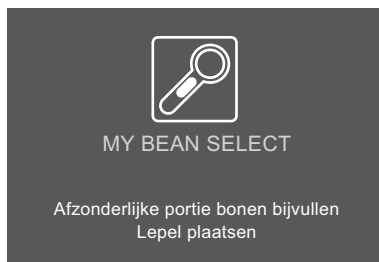 MY BEAN SELECT
Afzonderlijke portie bonen bijvullen
Lepel plaatsen